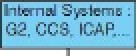 Internal Systems :
G2, CCS, ICAP,...